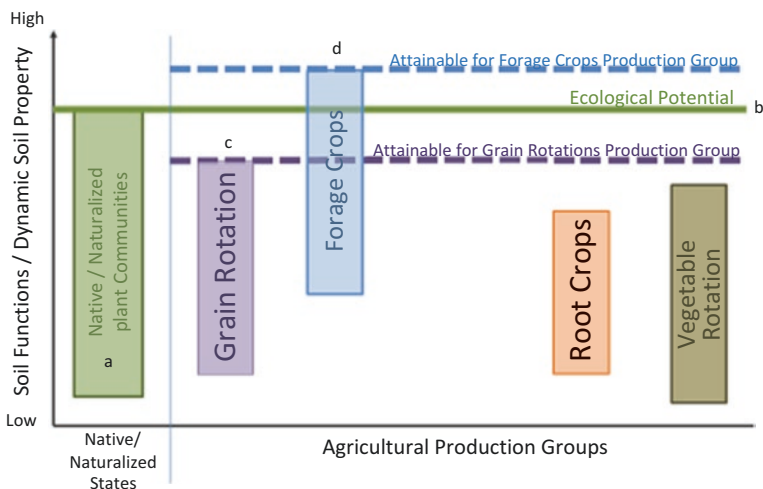 High
d
Attainable for Forage Crops Production Group
Ecological Potential
b
c
Attainable for Grain Rotations Production Group
Soil Functions / Dynamic Soil Property
Native / Naturalized
plant Communities
a
Grain Rotation
Forage Crops
Root Crops
Vegetable
Rotation
Low
Native/
Naturalized
States
Agricultural Production Groups